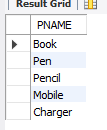 Result Grid
PNAME
Book
Pen
Pencil
Mobile
Charger